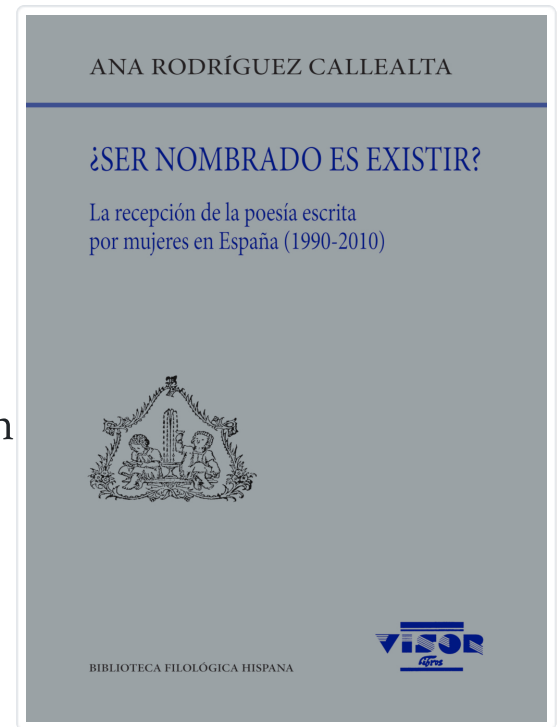 ANA RODRÍGUEZ CALLEALTA
¿SER NOMBRADO ES EXISTIR?
La recepción de la poesía escrita
por mujeres en España (1990-2010)
n
VISOR
libros
BIBLIOTECA FILOLÓGICA HISPANA